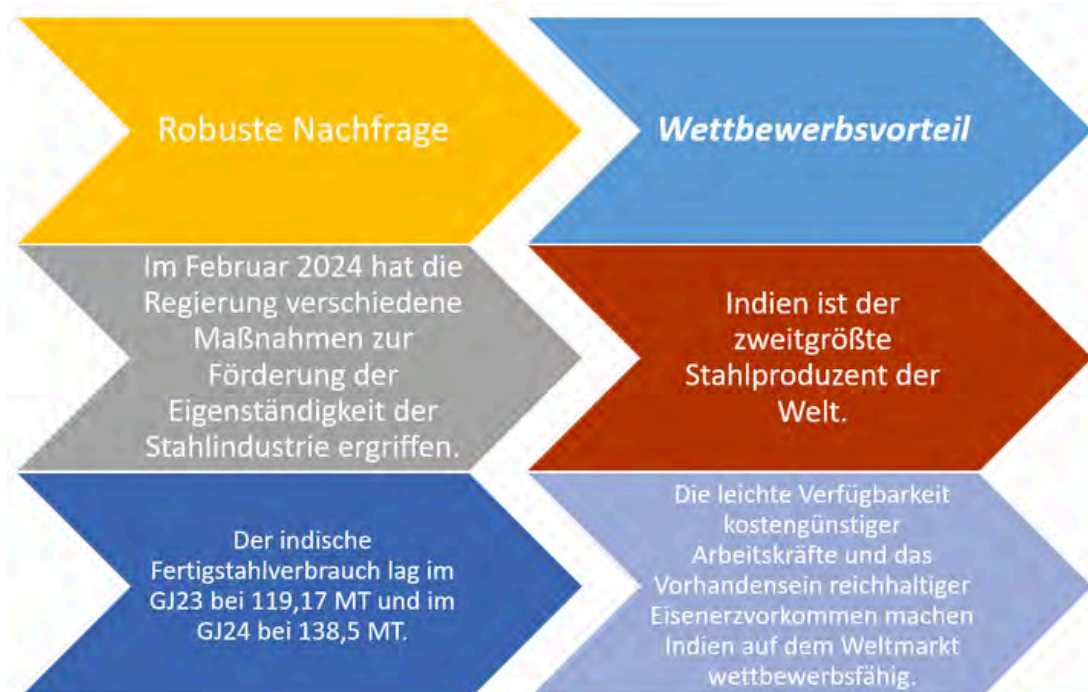 Robuste Nachfrage
Wettbewerbsvorteil
Im Februar 2024 hat die
Regierung verschiedene
Maßnahmen zur
Förderung der
Eigenständigkeit der
Stahlindustrie ergriffen.
Indien ist der
zweitgrößte
Stahlproduzent der
Welt.
Der indische
Fertigstahlverbrauch lag im
GJ23 bei 119,17 MT und im
GJ24 bei 138,5 MT.
Die leichte Verfügbarkeit
kostengünstiger
Arbeitskräfte und das
Vorhandensein reichhaltiger
Eisenerzvorkommen machen
Indien auf dem Weltmarkt
wettbewerbsfähig.